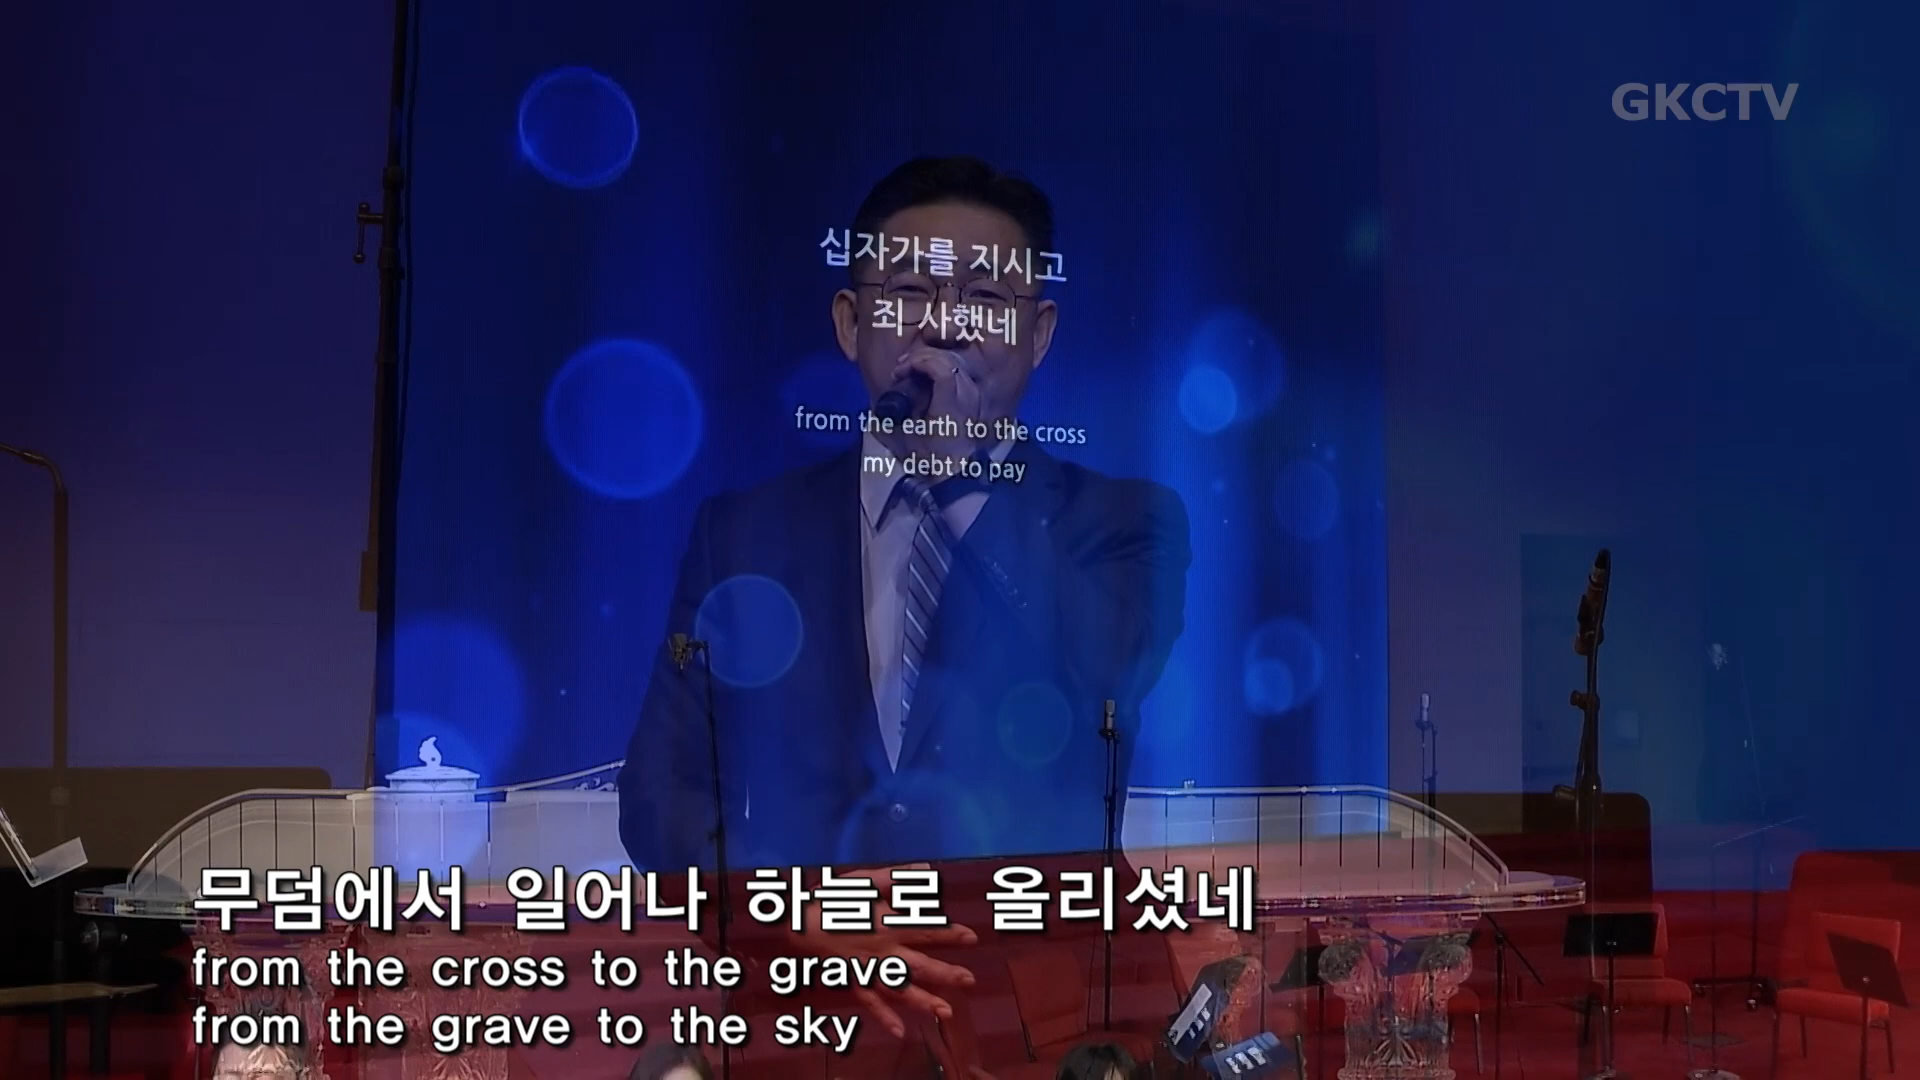 GKCTV
십자가를 지시고
죄 사했네
from the earth to the cross
my debt to pay
무덤에서 일어나 하늘로 올리셨네
from the cross to the grave
from the grave to the sky